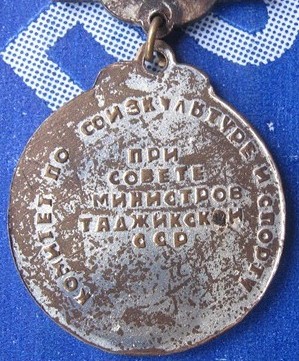 КОМИТЕТ ПО ФИЗКУЛЬТУРЕ И СПОРТУ
ПРИ
СОВЕТЕ
МИНИСТРОВ
ТАДЖИКСКОЙ
ССР